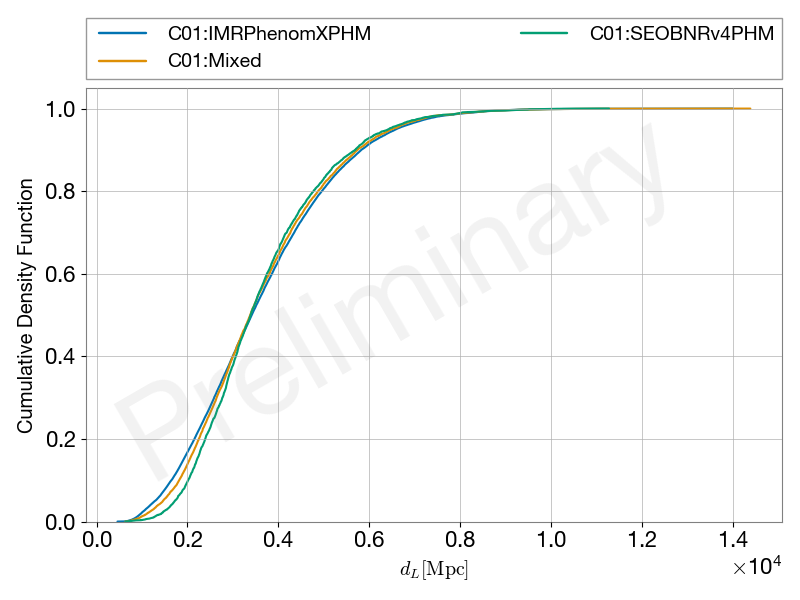 C01:IMRPhenomXPHM
C01:SEOBNRv4PHM
C01:Mixed
Preliminary
Cumulative Density Function
1.0
0.8
0.6
0.4
0.2
0.0
0.0 0.2 0.4 0.6 0.8 1.0 1.2 1.4
×10⁴
d_L[Mpc]